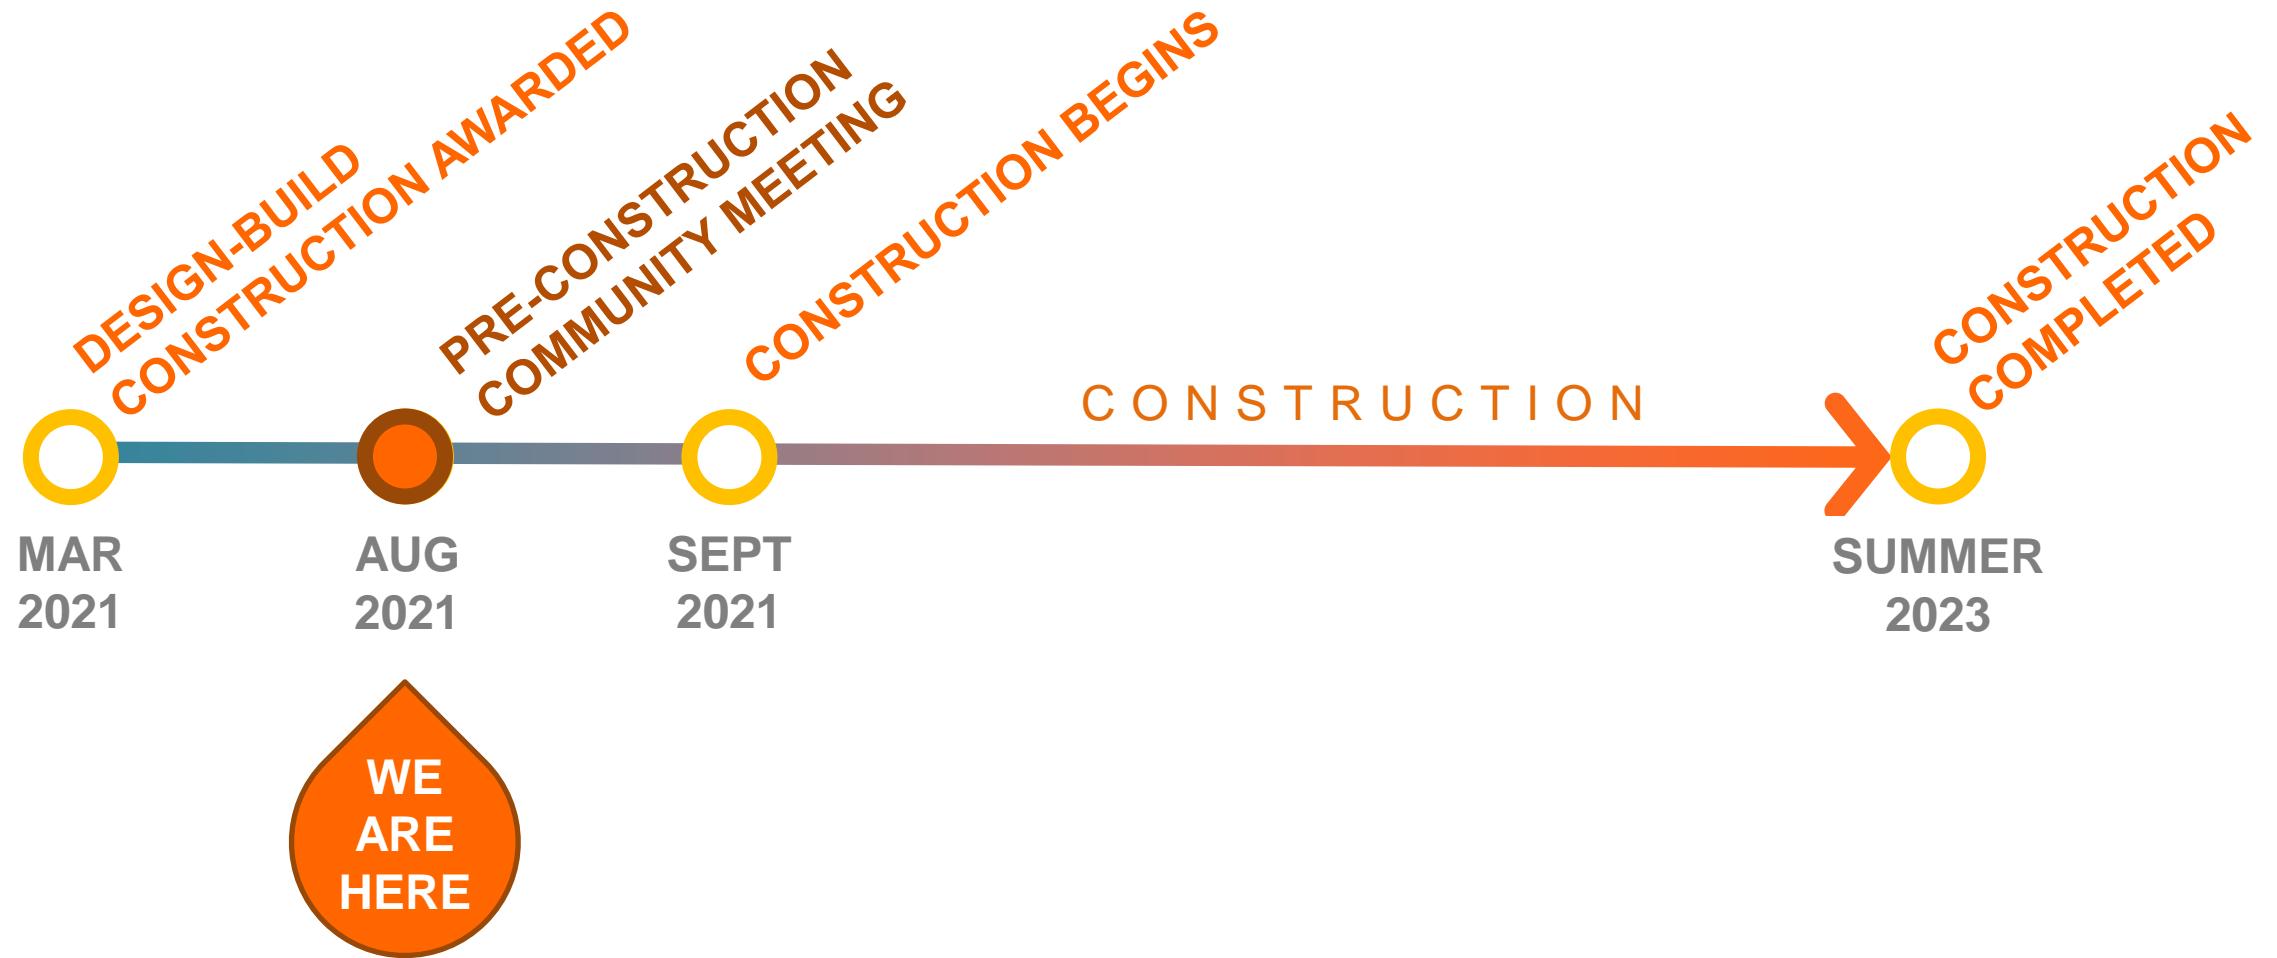 DESIGN-BUILD
CONSTRUCTION AWARDED
PRE-CONSTRUCTION
COMMUNITY MEETING
CONSTRUCTION BEGINS
CONSTRUCTION
CONSTRUCTION
COMPLETED
MAR
2021
AUG
2021
SEPT
2021
SUMMER
2023
WE
ARE
HERE